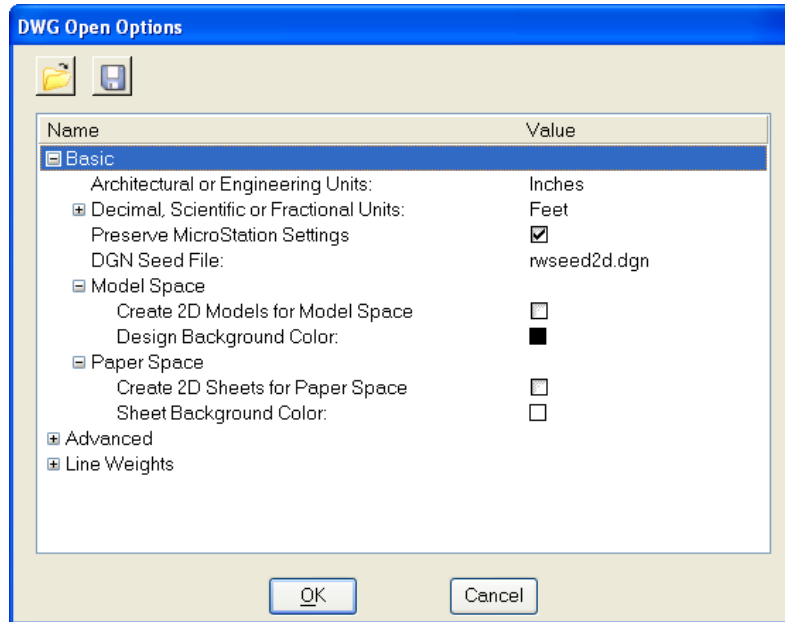 DWG Open Options
Name Value
Basic
Architectural or Engineering Units: Inches
Decimal, Scientific or Fractional Units: Feet
Preserve MicroStation Settings
DGN Seed File: rwseed2d.dgn
Model Space
Create 2D Models for Model Space
Design Background Color:
Paper Space
Create 2D Sheets for Paper Space
Sheet Background Color:
Advanced
Line Weights
OK Cancel